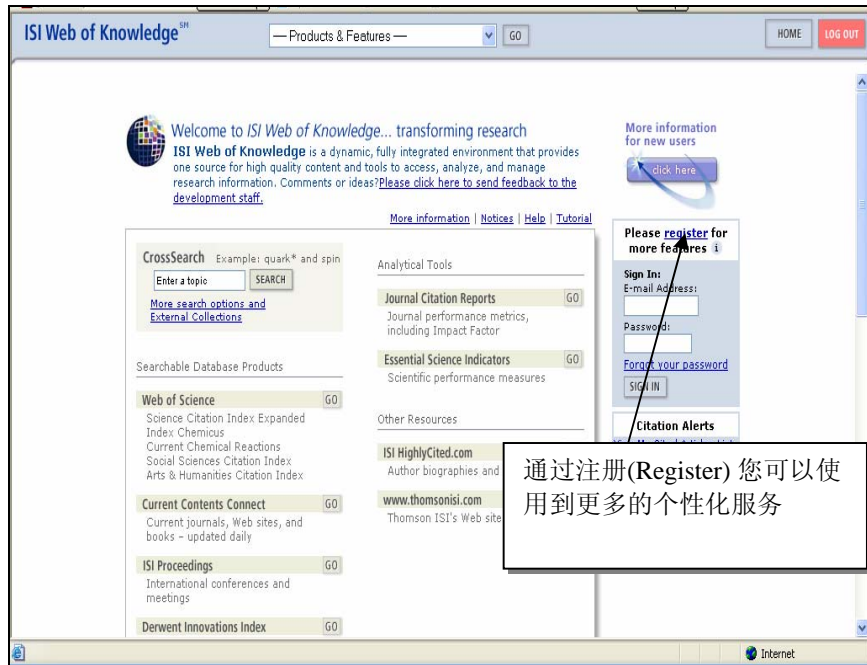 ISI Web of Knowledge℠
— Products & Features —
GO
HOME
LOG OUT
Welcome to ISI Web of Knowledge... transforming research
ISI Web of Knowledge is a dynamic, fully integrated environment that provides
one source for high quality content and tools to access, analyze, and manage
research information. Comments or ideas?Please click here to send feedback to the
development staff.
More information | Notices | Help | Tutorial
CrossSearch Example: quark* and spin
Enter a topic
SEARCH
More search options and
External Collections
Searchable Database Products
Web of Science GO
Science Citation Index Expanded
Index Chemicus
Current Chemical Reactions
Social Sciences Citation Index
Arts & Humanities Citation Index
Current Contents Connect GO
Current journals, Web sites, and
books - updated daily
ISI Proceedings GO
International conferences and
meetings
Derwent Innovations Index GO
Analytical Tools
Journal Citation Reports GO
Journal performance metrics,
including Impact Factor
Essential Science Indicators GO
Scientific performance measures
Other Resources
ISI HighlyCited.com
Author biographies and
www.thomsonisi.com
Thomson ISI's Web site
More information
for new users
click here
Please register for
more features i
Sign In:
E-mail Address:
Password:
Forgot your password
SIGN IN
Citation Alerts
通过注册(Register) 您可以使
用到更多的个性化服务
Internet